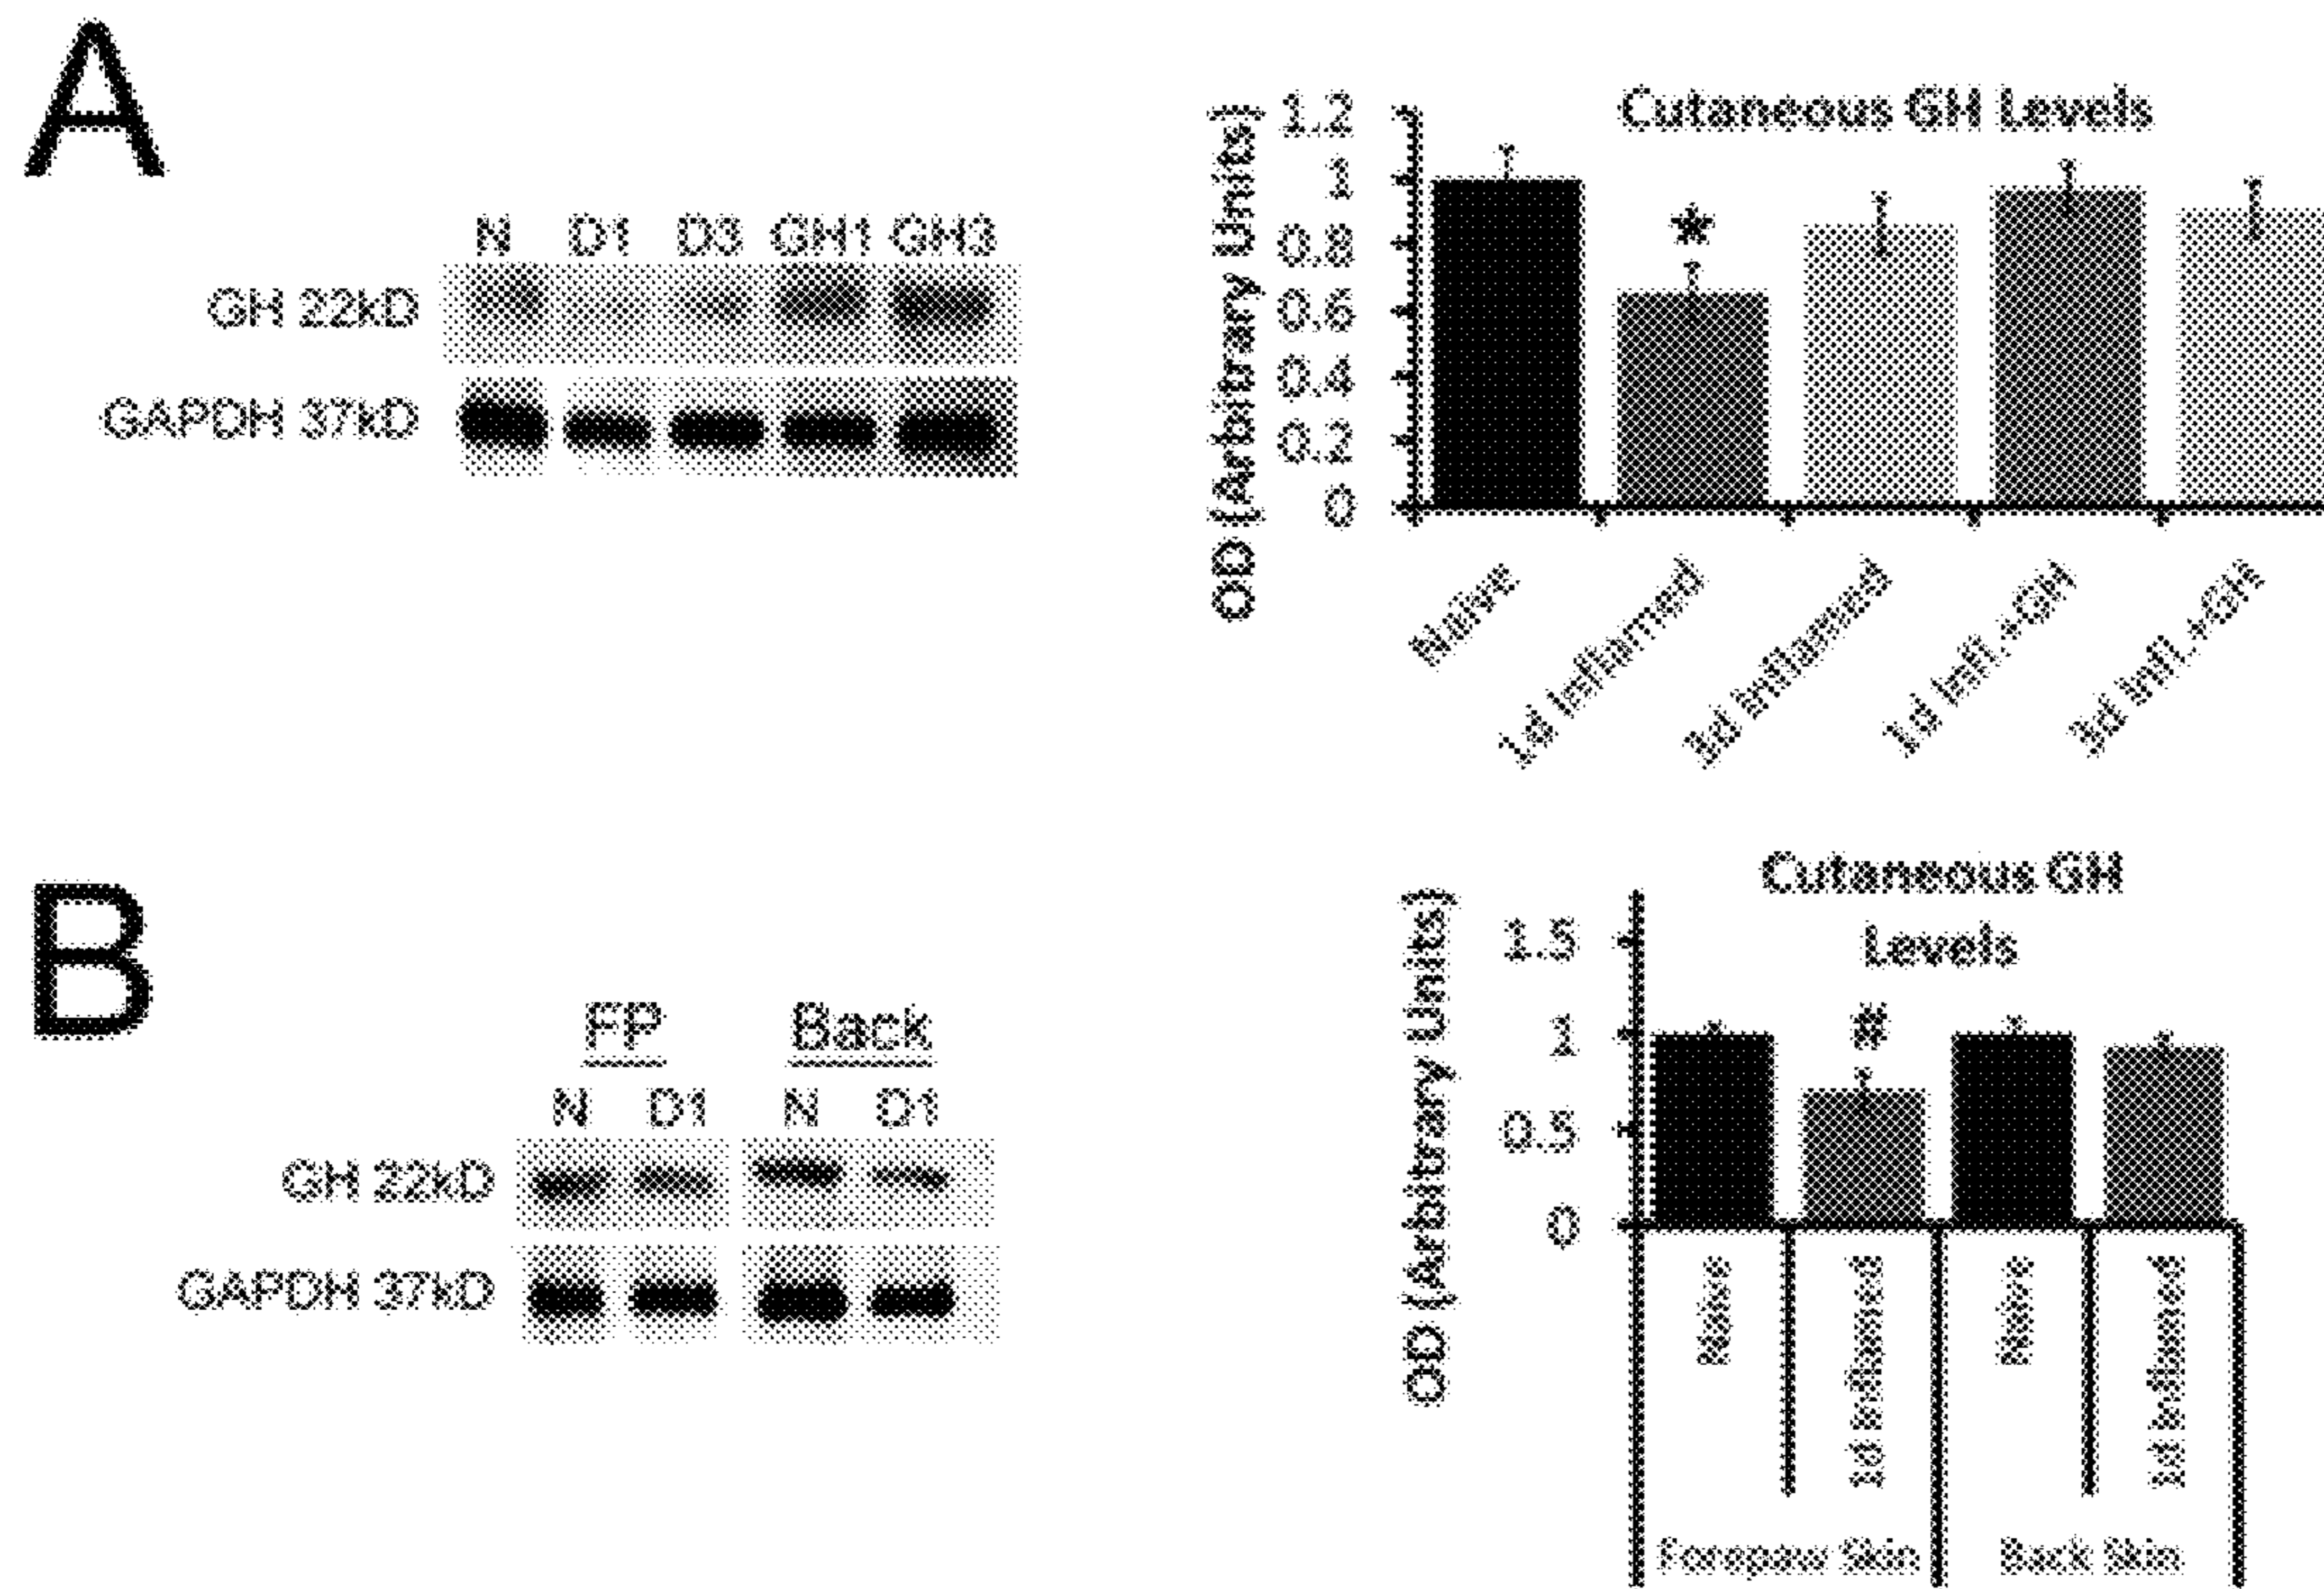 A
N D1 D3 GH1 GH3
GH 22kD
GAPDH 37kD
Cutaneous GH Levels
OD (Arbitrary Units)
1.2
1
0.8
0.6
0.4
0.2
0
Naïve
1d Inflamed
3d Inflamed
1d Infl.+GH
3d Infl.+GH
*
B
FP Back
N D1 N D1
GH 22kD
GAPDH 37kD
Cutaneous GH
Levels
OD (Arbitrary Units)
1.5
1
0.5
0
#
Naïve
1d Inflamed
Naïve
1d Inflamed
Forepaw Skin
Back Skin